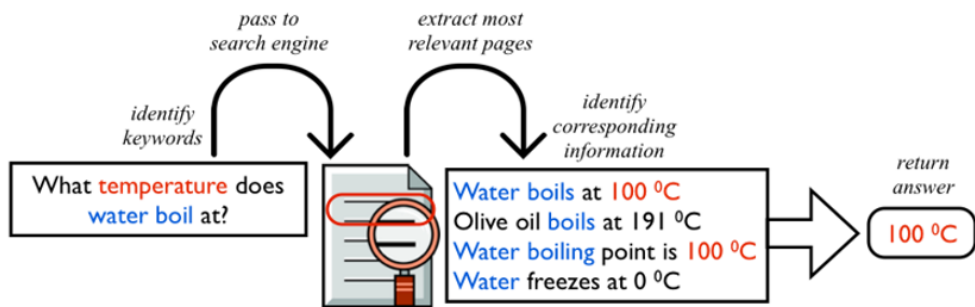 pass to
search engine
extract most
relevant pages
identify
keywords
identify
corresponding
information
return
answer
What temperature does
water boil at?
Water boils at 100 ⁰C
Olive oil boils at 191 ⁰C
Water boiling point is 100 ⁰C
Water freezes at 0 ⁰C
100 ⁰C